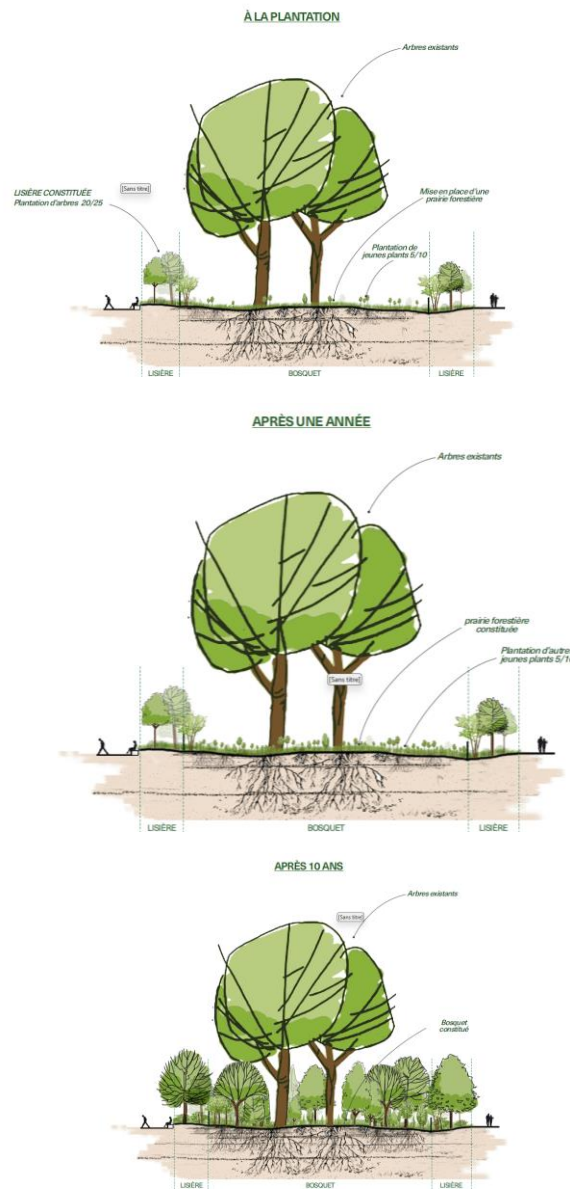 À LA PLANTATION
Arbres existants
LISIÈRE CONSTITUÉE
Plantation d'arbres 20/25
[Sans titre]
Mise en place d'une
prairie forestière
Plantation de
jeunes plants 5/10
LISIÈRE
BOSQUET
LISIÈRE
APRÈS UNE ANNÉE
Arbres existants
prairie forestière
constituée
Plantation d'autre
jeunes plants 5/1
[Sans titre]
LISIÈRE
BOSQUET
LISIÈRE
APRÈS 10 ANS
Arbres existants
[Sans titre]
Bosquet
constitué
LISIÈRE
BOSQUET
LISIÈRE